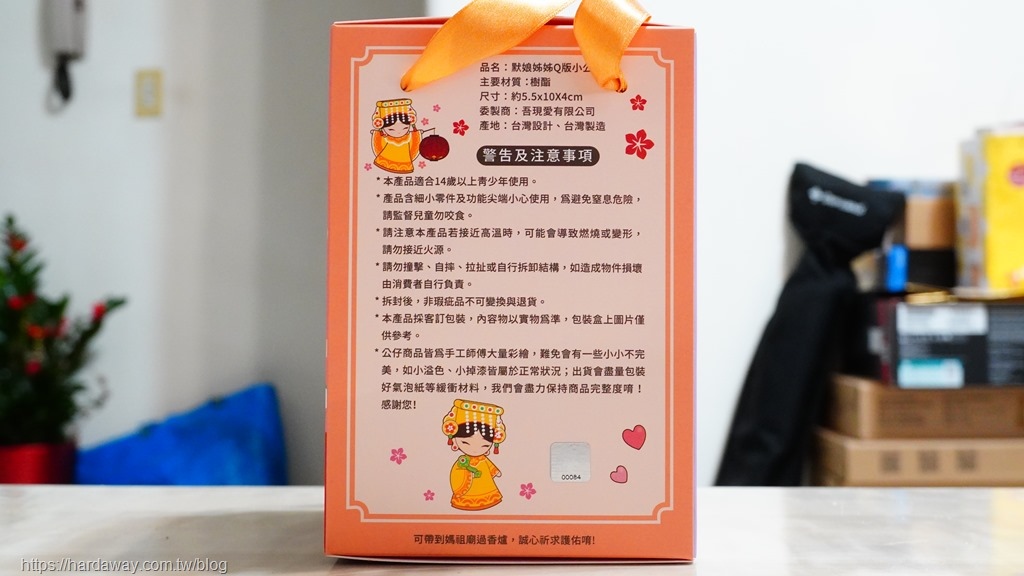 品名：默娘姊姊Q版小公
主要材質：樹酯
尺寸：約5.5x10X4cm
委製商：吾現愛有限公司
產地：台灣設計、台灣製造
警告及注意事項
*本產品適合14歲以上青少年使用。
*產品含細小零件及功能尖端小心使用，為避免窒息危險，
請監督兒童勿咬食。
*請注意本產品若接近高溫時，可能會導致燃燒或變形，
請勿接近火源。
*請勿撞擊、自摔、拉扯或自行拆卸結構，如造成物件損壞
由消費者自行負責。
*拆封後，非瑕疵品不可變換與退貨。
*本產品採客訂包裝，內容物以實物為準，包裝盒上圖片僅
供參考。
*公仔商品皆為手工師傅大量彩繪，難免會有一些小小不完
美，如小溢色、小掉漆皆屬於正常狀況；出貨會盡量包裝
好氣泡紙等緩衝材料，我們會盡力保持商品完整度唷！
感謝您！
00084
可帶到媽祖廟過香爐，誠心祈求護佑唷！
https://hardaway.com.tw/blog